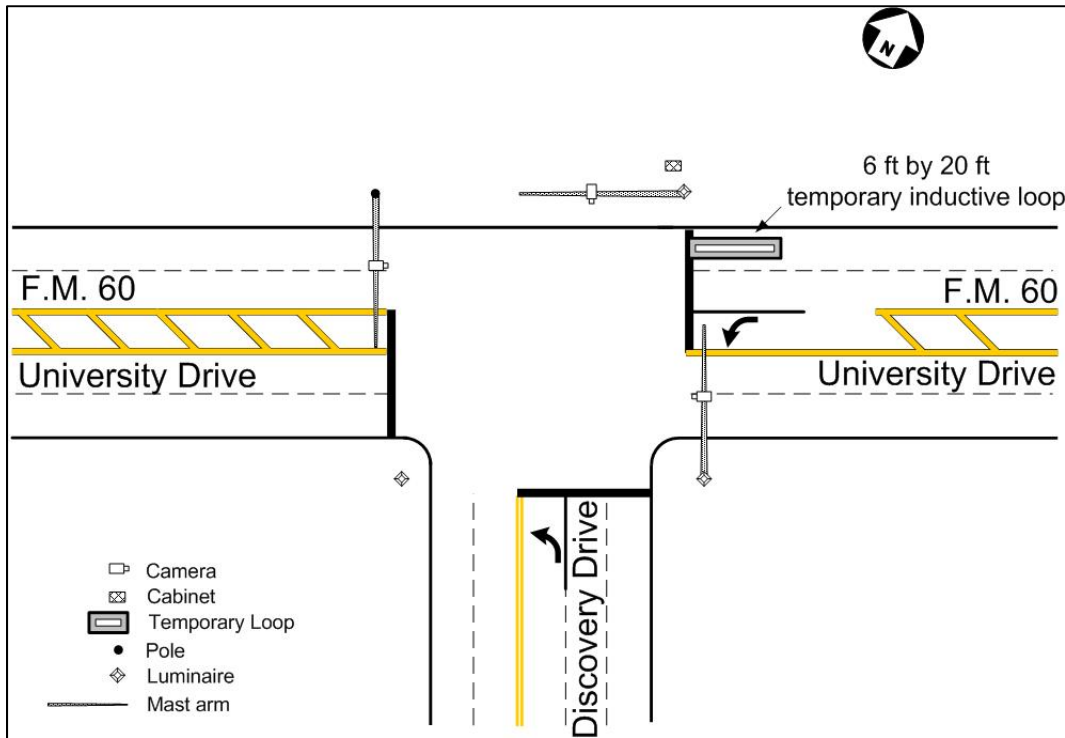 N
6 ft by 20 ft
temporary inductive loop
F.M. 60
F.M. 60
University Drive
University Drive
Discovery Drive
Camera
Cabinet
Temporary Loop
Pole
Luminaire
Mast arm